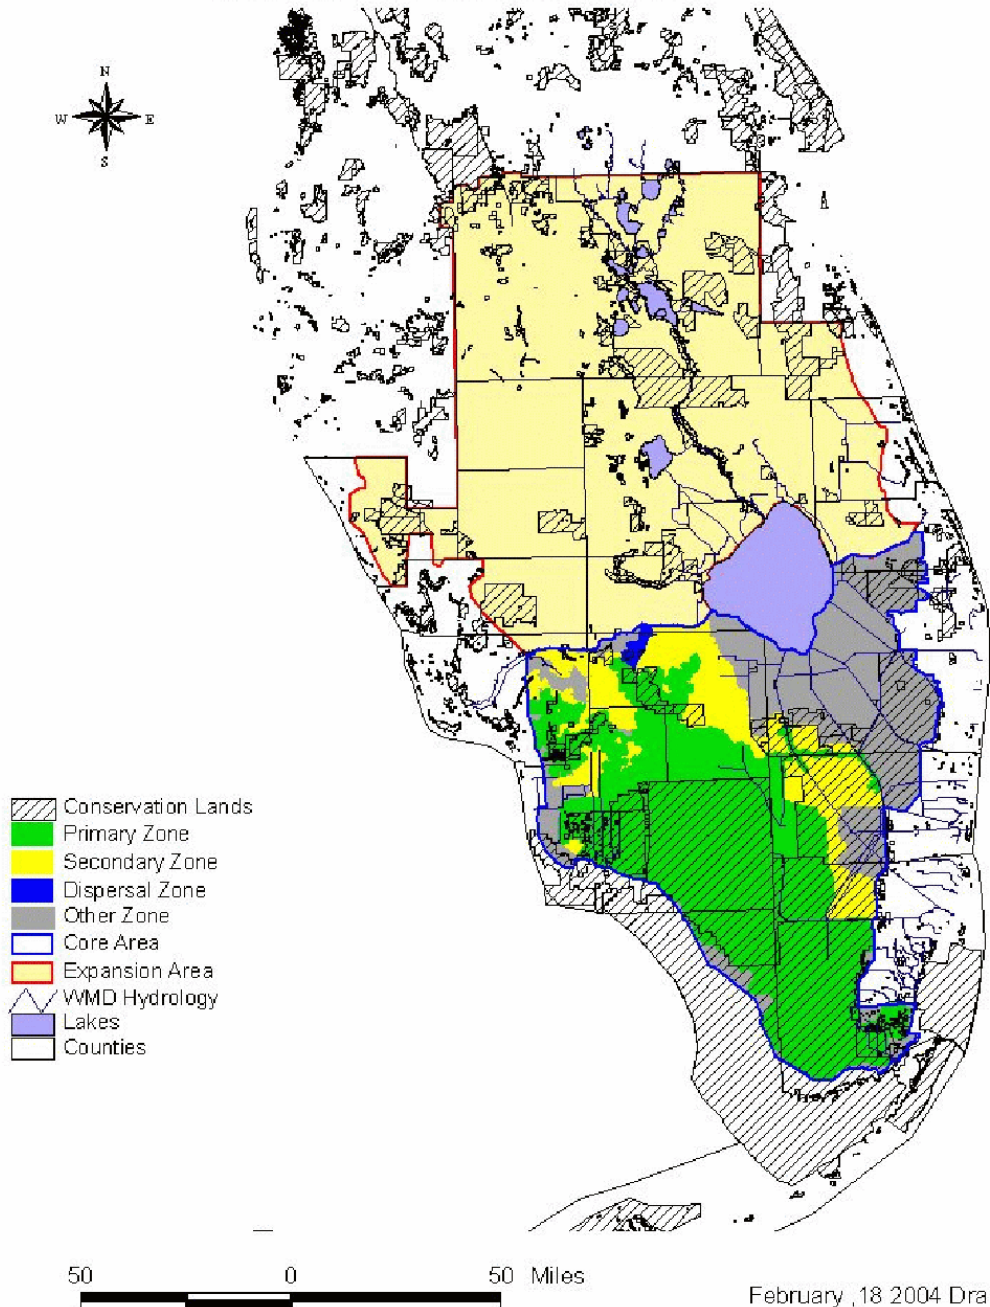 N
W E
S
Conservation Lands
Primary Zone
Secondary Zone
Dispersal Zone
Other Zone
Core Area
Expansion Area
WMD Hydrology
Lakes
Counties
50 0 50 Miles
February ,18 2004 Dra